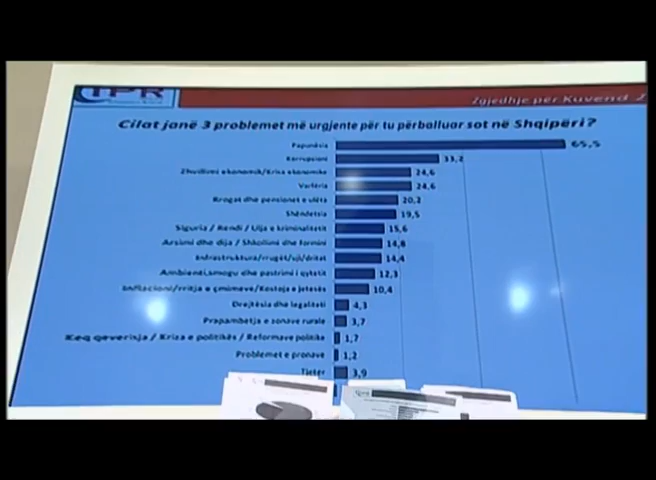 IPR
Zgjedhje për Kuvend
Cilat janë 3 problemet më urgjente për tu përballuar sot në Shqipëri?
Papunësia 65,5
Korrupsioni 33,2
Zhvillimi ekonomik/Kriza ekonomike 24,6
Varfëria 24,6
Rrogat dhe pensionet e ulëta 20,2
Shëndetsia 19,5
Siguria / Rendi / Ulja e kriminalitetit 15,6
Arsimi dhe dija / Shkollimi dhe formimi 14,8
Infrastruktura/rrugët/uji/dritat 14,4
Ambienti,smogu dhe pastrimi i qytetit 12,3
Inflacioni/rritja e çmimeve/Kostoja e jetesës 10,4
Drejtësia dhe legaliteti 4,3
Prapambetja e zonave rurale 3,7
Keq qeverisja / Kriza e politikës / Reformave politike 1,7
Problemet e pronave 1,2
Tjetër 3,9